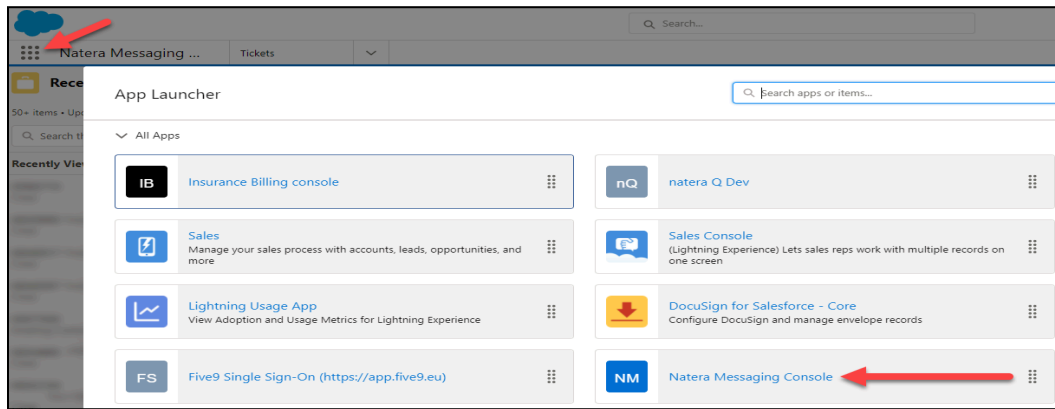 Search...
Natera Messaging ...
Tickets
Rece
App Launcher
Search apps or items...
50+ items • Upd
Search th
All Apps
Recently Vie
IB
Insurance Billing console
nQ
natera Q Dev
Sales
Manage your sales process with accounts, leads, opportunities, and
more
Sales Console
(Lightning Experience) Lets sales reps work with multiple records on
one screen
Lightning Usage App
View Adoption and Usage Metrics for Lightning Experience
DocuSign for Salesforce - Core
Configure DocuSign and manage envelope records
FS
Five9 Single Sign-On (https://app.five9.eu)
NM
Natera Messaging Console